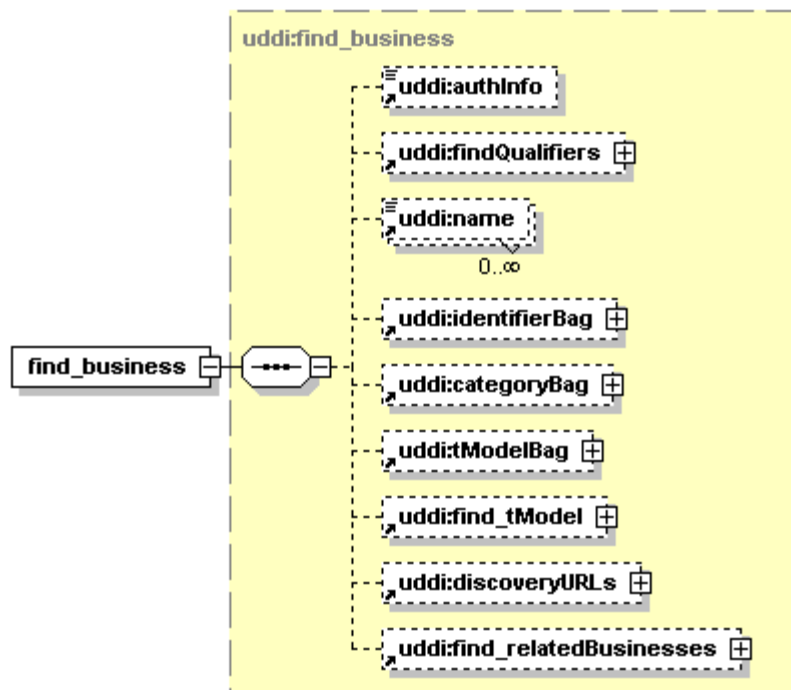 uddi:find_business
uddi:authInfo
uddi:findQualifiers
uddi:name
0..∞
uddi:identifierBag
find_business
uddi:categoryBag
uddi:tModelBag
uddi:find_tModel
uddi:discoveryURLs
uddi:find_relatedBusinesses